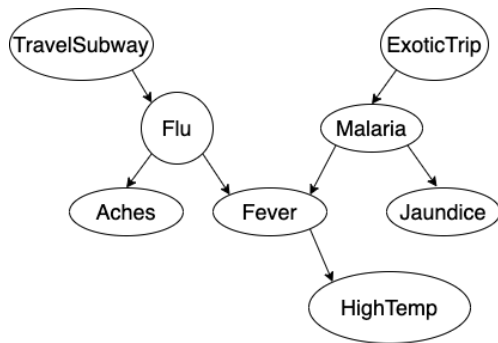 TravelSubway
ExoticTrip
Flu
Malaria
Aches
Fever
Jaundice
HighTemp